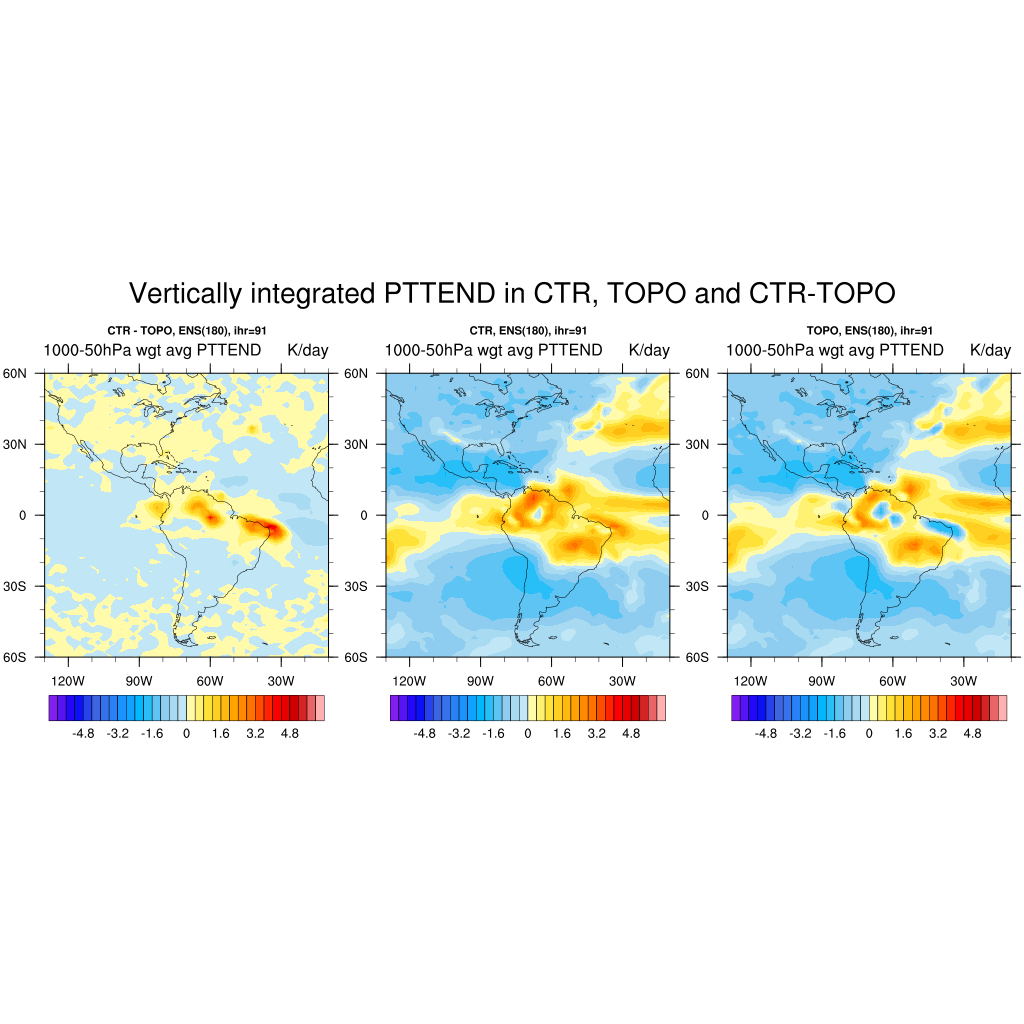 Vertically integrated PTTEND in CTR, TOPO and CTR-TOPO
CTR - TOPO, ENS(180), ihr=91
1000-50hPa wgt avg PTTEND K/day
60N
30N
0
30S
60S
120W 90W 60W 30W
-4.8 -3.2 -1.6 0 1.6 3.2 4.8
CTR, ENS(180), ihr=91
1000-50hPa wgt avg PTTEND K/day
60N
30N
0
30S
60S
120W 90W 60W 30W
-4.8 -3.2 -1.6 0 1.6 3.2 4.8
TOPO, ENS(180), ihr=91
1000-50hPa wgt avg PTTEND K/day
60N
30N
0
30S
60S
120W 90W 60W 30W
-4.8 -3.2 -1.6 0 1.6 3.2 4.8